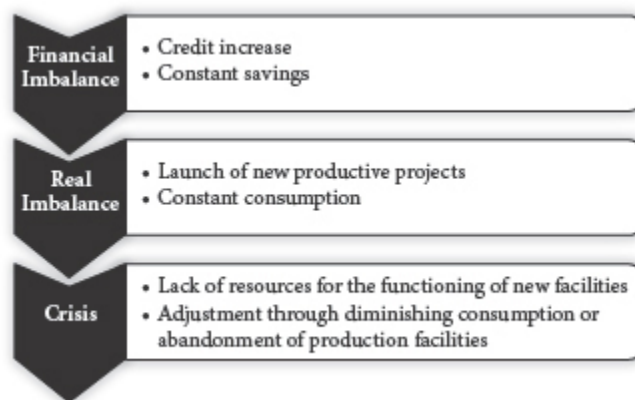 Financial
Imbalance
• Credit increase
• Constant savings
Real
Imbalance
• Launch of new productive projects
• Constant consumption
Crisis
• Lack of resources for the functioning of new facilities
• Adjustment through diminishing consumption or
abandonment of production facilities